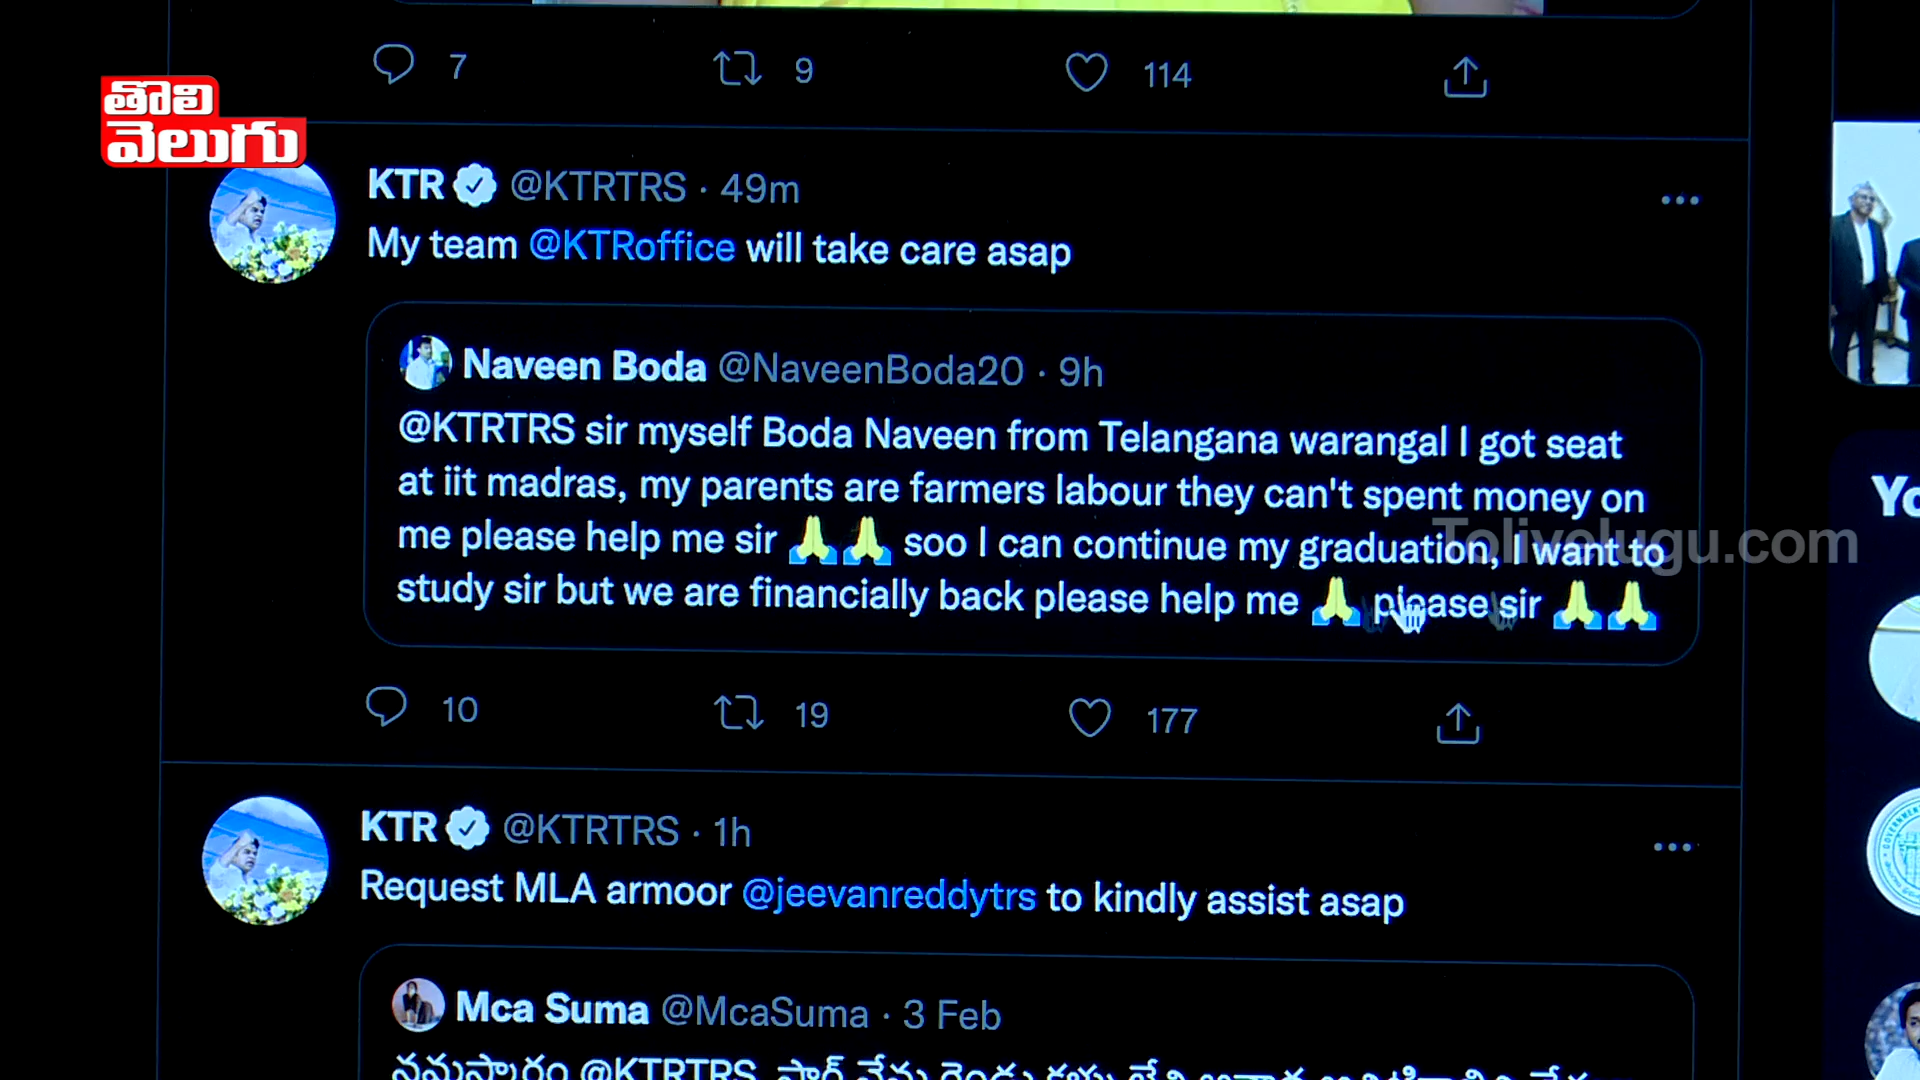 7 9 114
తొలి
వెలుగు
KTR @KTRTRS · 49m
My team @KTRoffice will take care asap
Naveen Boda @NaveenBoda20 · 9h
@KTRTRS sir myself Boda Naveen from Telangana warangal I got seat
at iit madras, my parents are farmers labour they can't spent money on
me please help me sir 🙏🙏 soo I can continue my graduation, I want to
study sir but we are financially back please help me 🙏 please sir 🙏🙏
Tolivelugu.com
10 19 177
KTR @KTRTRS · 1h
Request MLA armoor @jeevanreddytrs to kindly assist asap
Mca Suma @McaSuma · 3 Feb
నమస్కారం @KTRTRS సార్ నేను రెండు